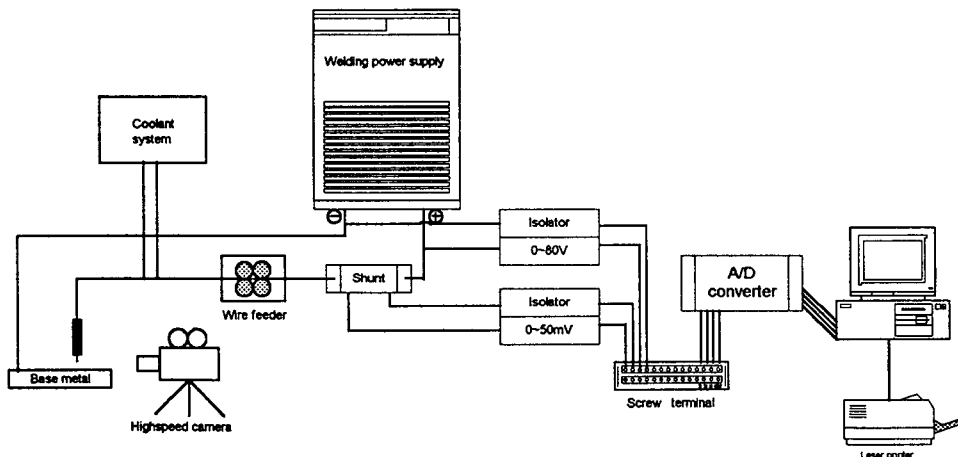 Welding power supply
Coolant
system
⊖ ⊕
Isolator
0~80V
Shunt
Wire feeder
Isolator
0~50mV
A/D
converter
Base metal
Highspeed camera
Screw terminal
Laser printer